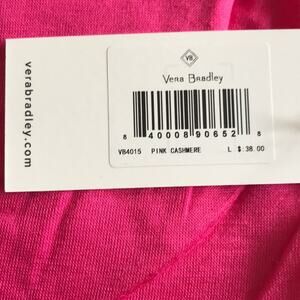 verabradley.com
VB
Vera Bradley
8 40008 90652 8
VB4015 PINK CASHMERE L $ 38.00